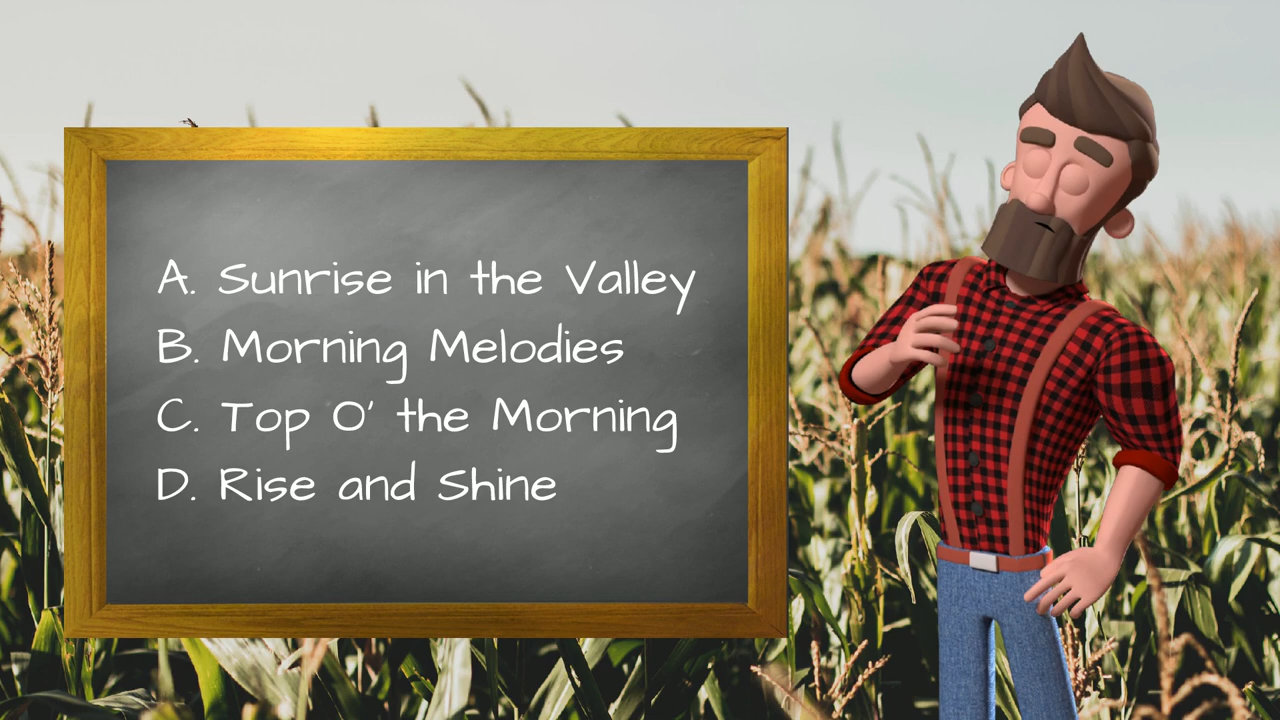 A. Sunrise in the Valley
B. Morning Melodies
C. Top O' the Morning
D. Rise and Shine